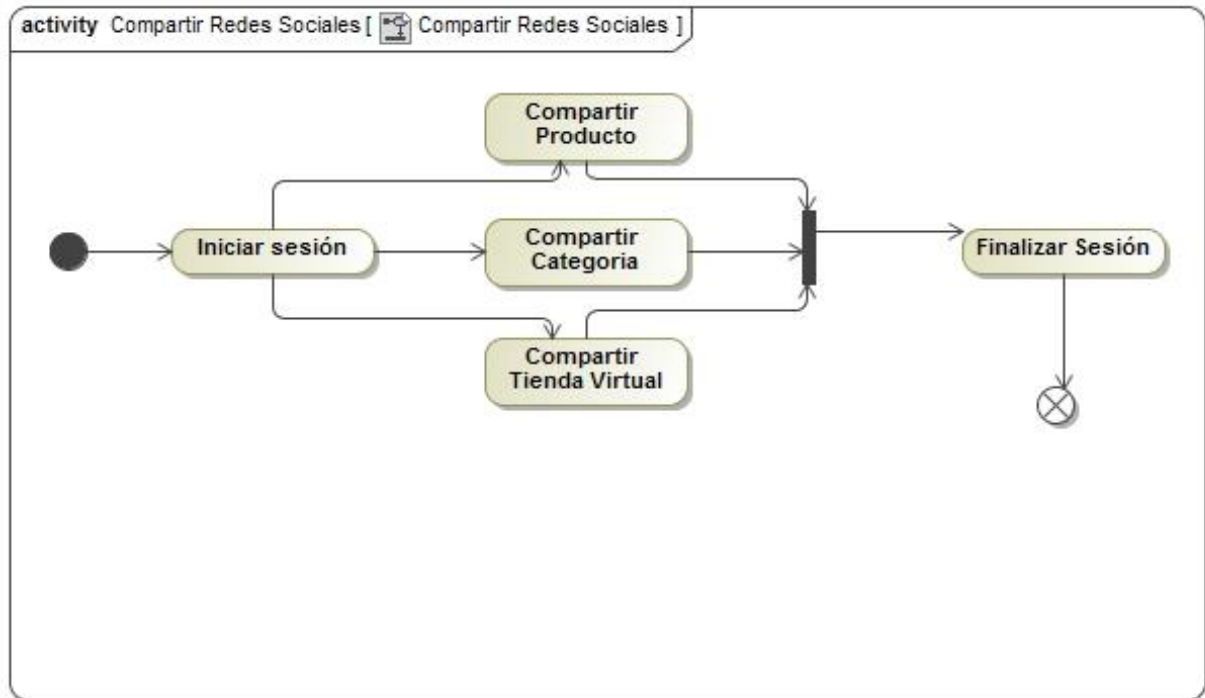 activity Compartir Redes Sociales [ Compartir Redes Sociales ]
Compartir
Producto
Iniciar sesión
Compartir
Categoria
Finalizar Sesión
Compartir
Tienda Virtual